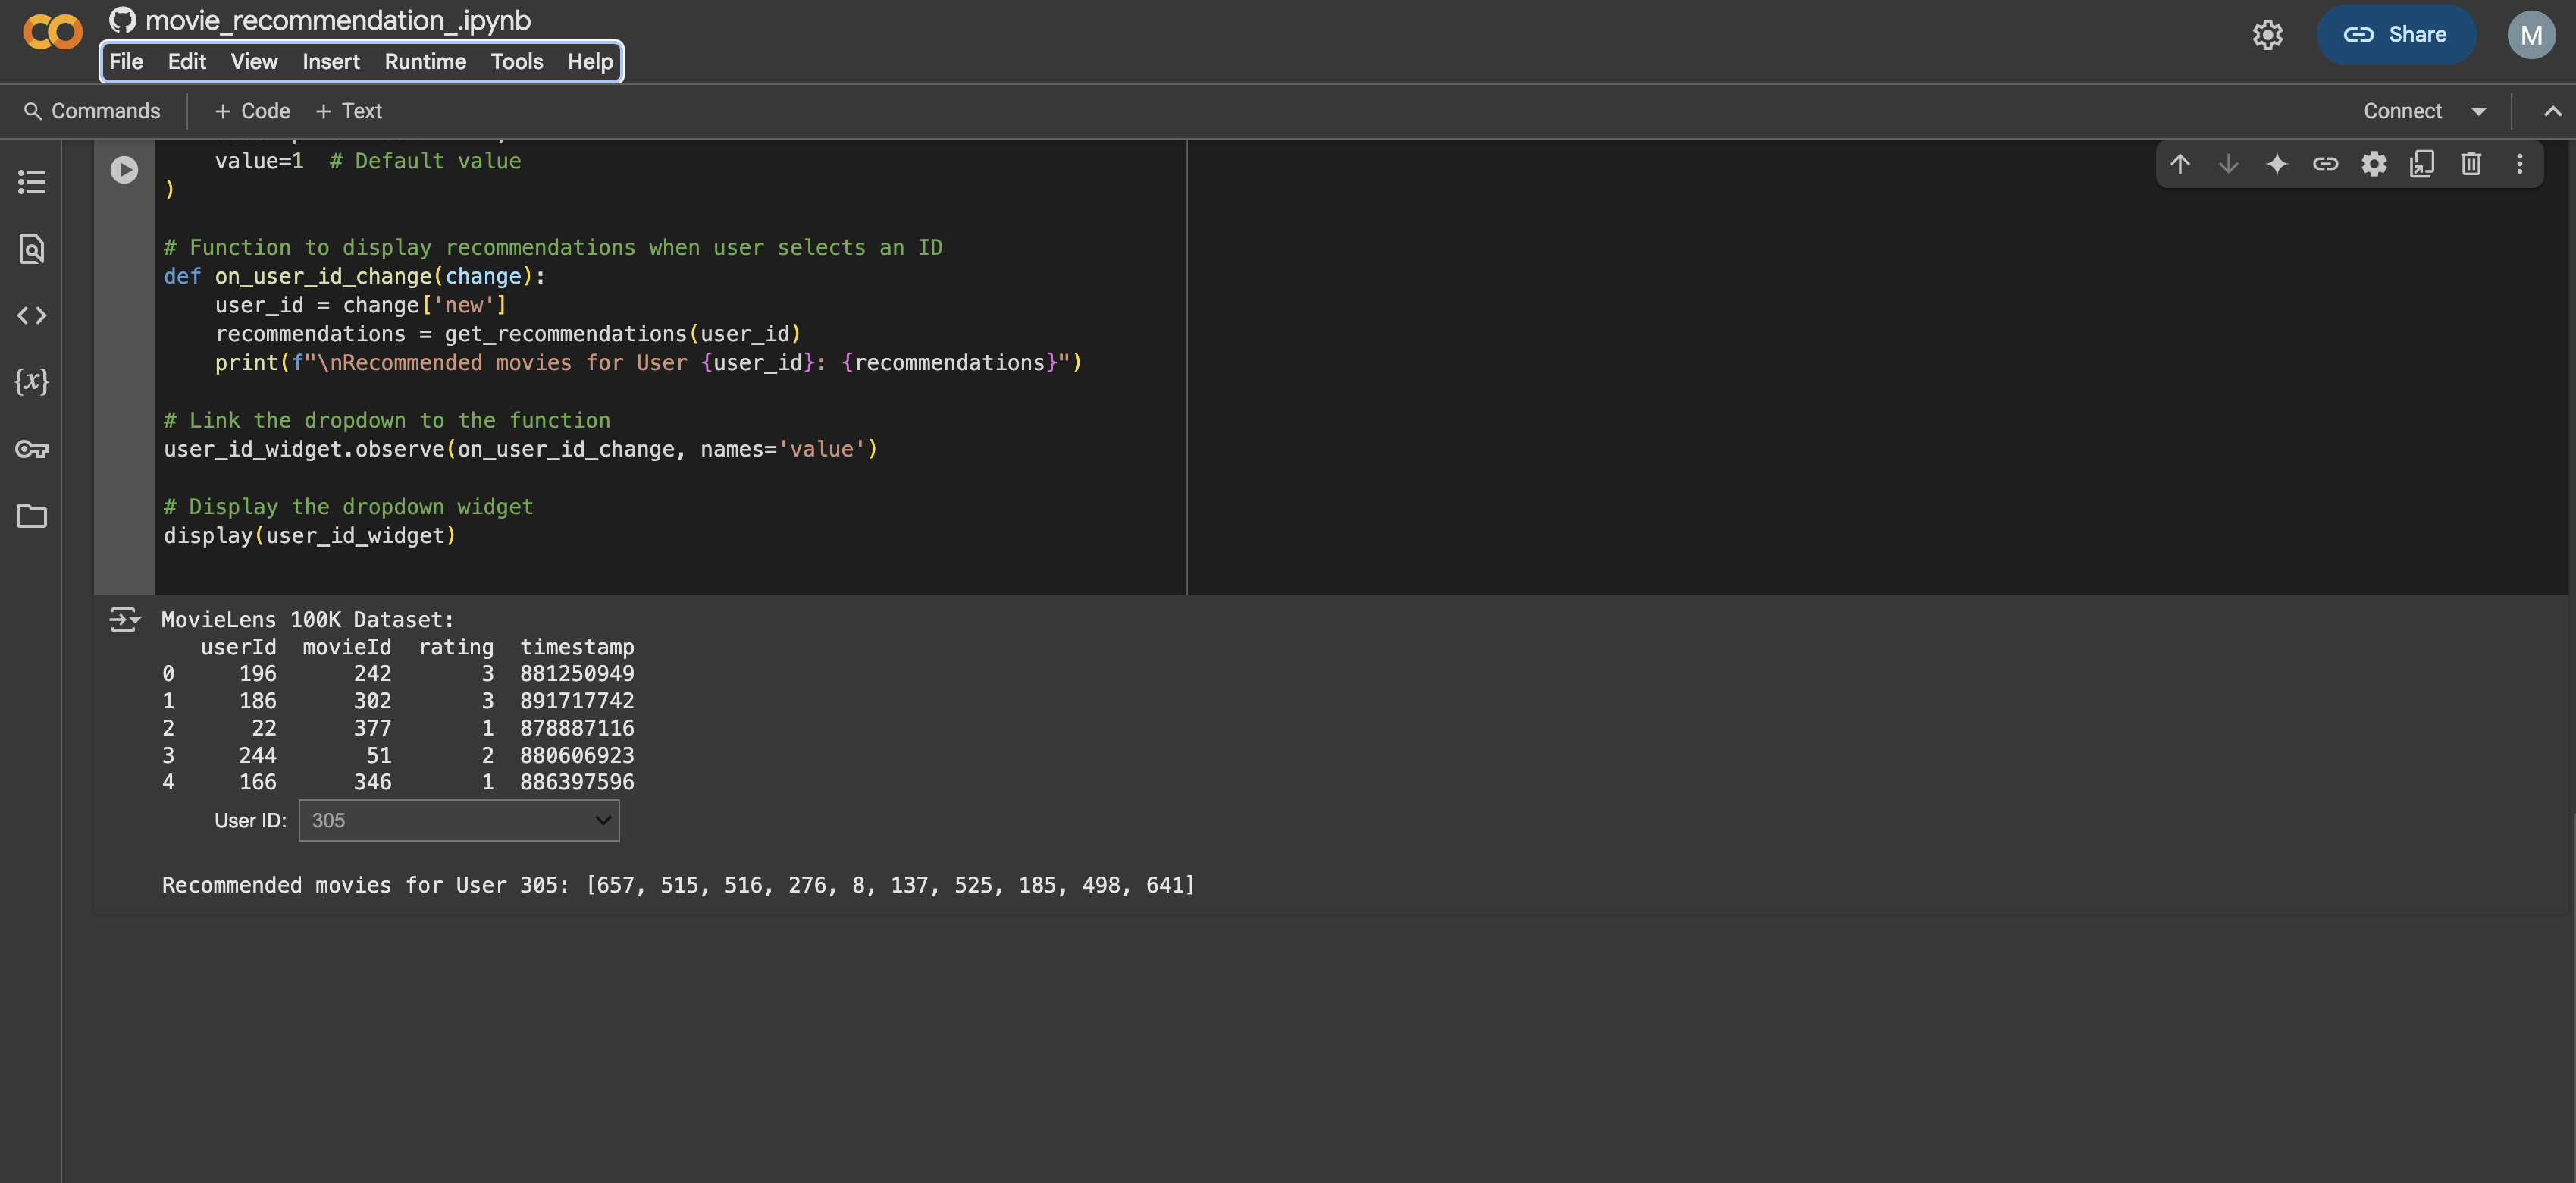 movie_recommendation_.ipynb
File Edit View Insert Runtime Tools Help
Share
M
Commands + Code + Text
Connect
value=1  # Default value
)
# Function to display recommendations when user selects an ID
def on_user_id_change(change):
    user_id = change['new']
    recommendations = get_recommendations(user_id)
    print(f"\nRecommended movies for User {user_id}: {recommendations}")
# Link the dropdown to the function
user_id_widget.observe(on_user_id_change, names='value')
# Display the dropdown widget
display(user_id_widget)
{x}
MovieLens 100K Dataset:
   userId  movieId  rating  timestamp
0     196      242       3  881250949
1     186      302       3  891717742
2      22      377       1  878887116
3     244       51       2  880606923
4     166      346       1  886397596
User ID: 305
Recommended movies for User 305: [657, 515, 516, 276, 8, 137, 525, 185, 498, 641]